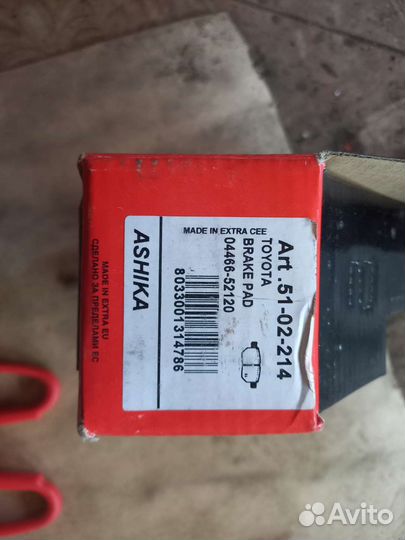 Art .51-02-214
TOYOTA
BRAKE PAD
04466-52120
MADE IN EXTRA CEE
8033001314786
ASHIKA
MADE IN EXTRA EU
СДЕЛАНО ЗА ПРЕДЕЛАМИ ЕС
Avito